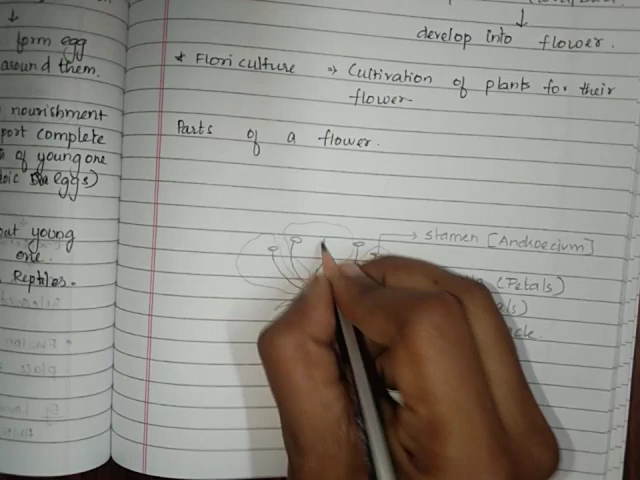 form egg
around them.
nourishment
port complete
of young one
eggs)
out young
one.
Reptiles.
develop into flower.
* Floriculture → Cultivation of plants for their
flower.
Parts of a flower.
stamen [Androecium]
(Petals)